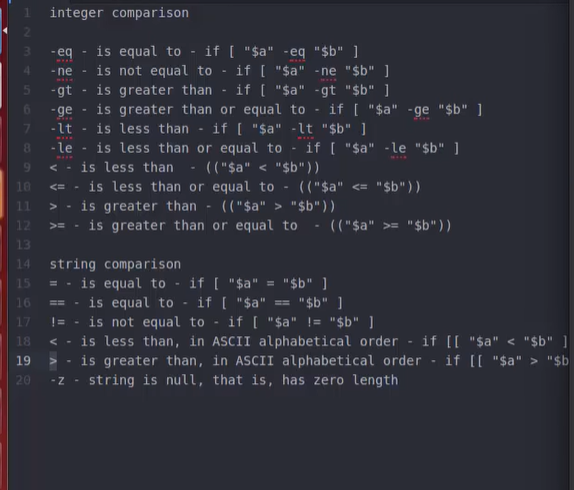 1 integer comparison
2
3 -eq - is equal to - if [ "$a" -eq "$b" ]
4 -ne - is not equal to - if [ "$a" -ne "$b" ]
5 -gt - is greater than - if [ "$a" -gt "$b" ]
6 -ge - is greater than or equal to - if [ "$a" -ge "$b" ]
7 -lt - is less than - if [ "$a" -lt "$b" ]
8 -le - is less than or equal to - if [ "$a" -le "$b" ]
9 < - is less than  - (("$a" < "$b"))
10 <= - is less than or equal to - (("$a" <= "$b"))
11 > - is greater than - (("$a" > "$b"))
12 >= - is greater than or equal to  - (("$a" >= "$b"))
13
14 string comparison
15 = - is equal to - if [ "$a" = "$b" ]
16 == - is equal to - if [ "$a" == "$b" ]
17 != - is not equal to - if [ "$a" != "$b" ]
18 < - is less than, in ASCII alphabetical order - if [[ "$a" < "$b" ]
19 > - is greater than, in ASCII alphabetical order - if [[ "$a" > "$b
20 -z - string is null, that is, has zero length